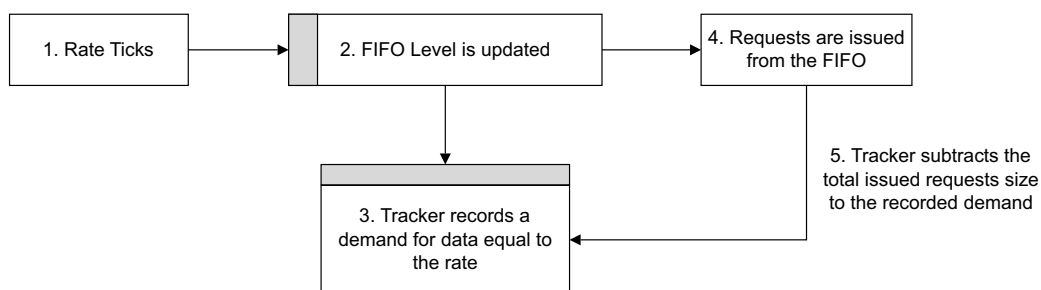 1. Rate Ticks
2. FIFO Level is updated
4. Requests are issued
from the FIFO
5. Tracker subtracts the
total issued requests size
to the recorded demand
3. Tracker records a
demand for data equal to
the rate